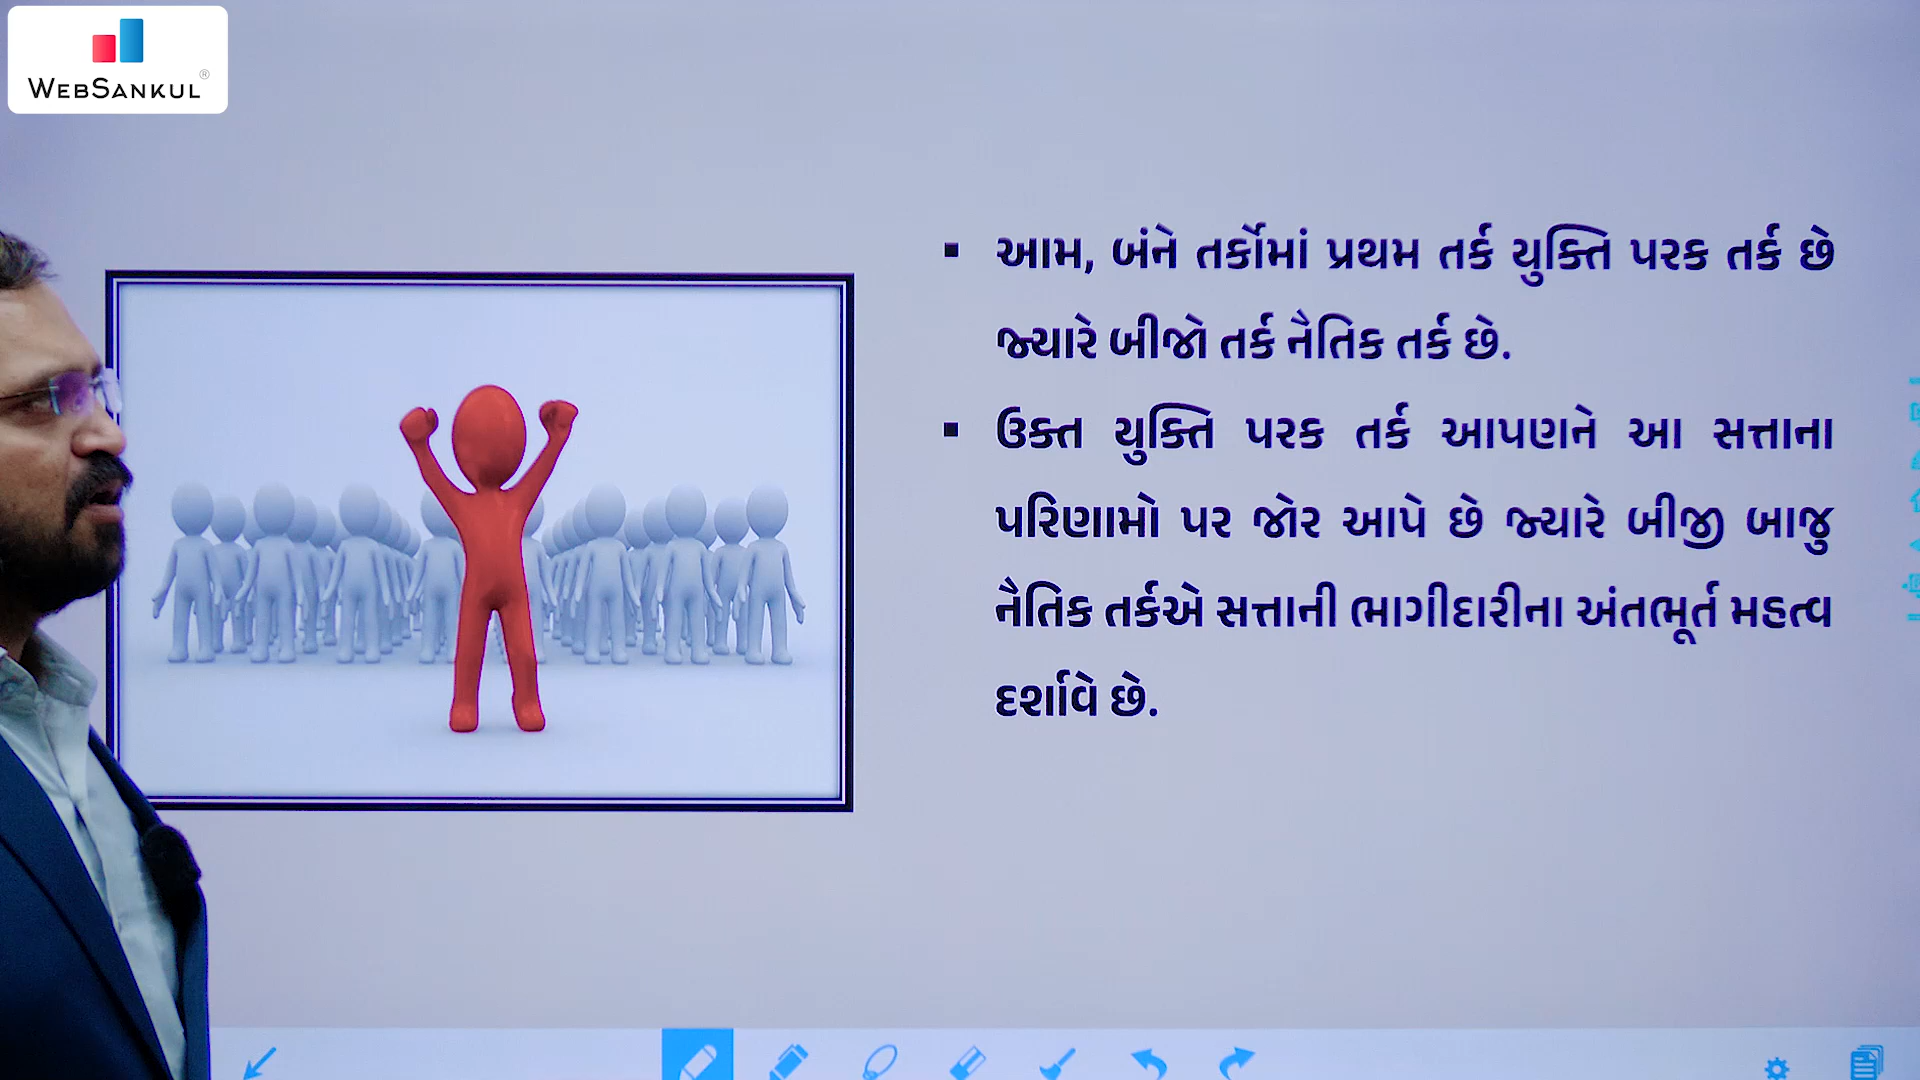 WEBSANKUL®
▪ આમ, બંને તર્કોમાં પ્રથમ તર્ક યુક્તિ પરક તર્ક છે
જ્યારે બીજો તર્ક નૈતિક તર્ક છે.
▪ ઉક્ત યુક્તિ પરક તર્ક આપણને આ સત્તાના
પરિણામો પર જોર આપે છે જ્યારે બીજી બાજુ
નૈતિક તર્કએ સત્તાની ભાગીદારીના અંતભૂર્ત મહત્વ
દર્શાવે છે.